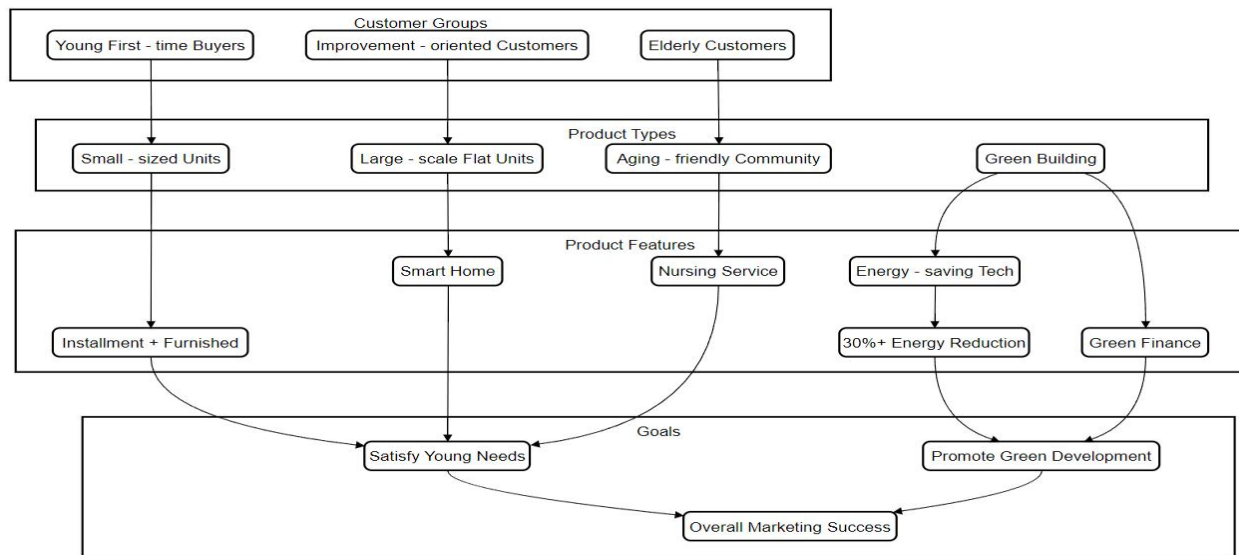 Customer Groups
Young First - time Buyers
Improvement - oriented Customers
Elderly Customers
Product Types
Small - sized Units
Large - scale Flat Units
Aging - friendly Community
Green Building
Product Features
Smart Home
Nursing Service
Energy - saving Tech
Installment + Furnished
30%+ Energy Reduction
Green Finance
Goals
Satisfy Young Needs
Promote Green Development
Overall Marketing Success